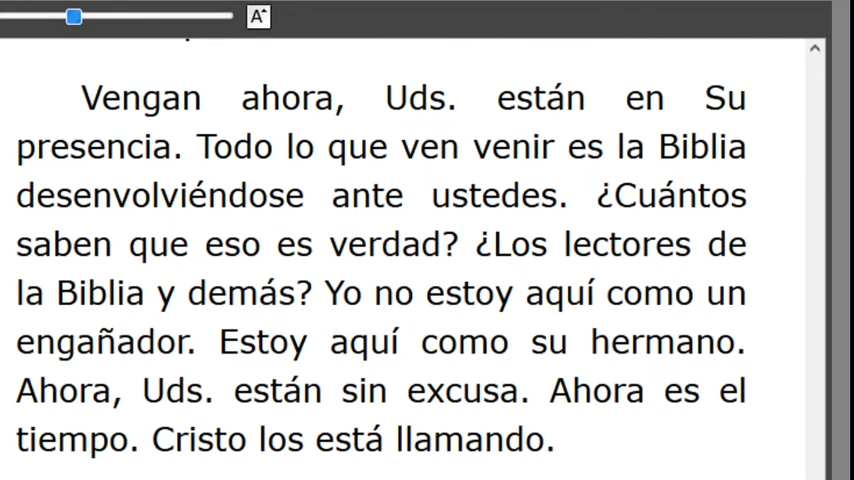 A
Vengan ahora, Uds. están en Su
presencia. Todo lo que ven venir es la Biblia
desenvolviéndose ante ustedes. ¿Cuántos
saben que eso es verdad? ¿Los lectores de
la Biblia y demás? Yo no estoy aquí como un
engañador. Estoy aquí como su hermano.
Ahora, Uds. están sin excusa. Ahora es el
tiempo. Cristo los está llamando.